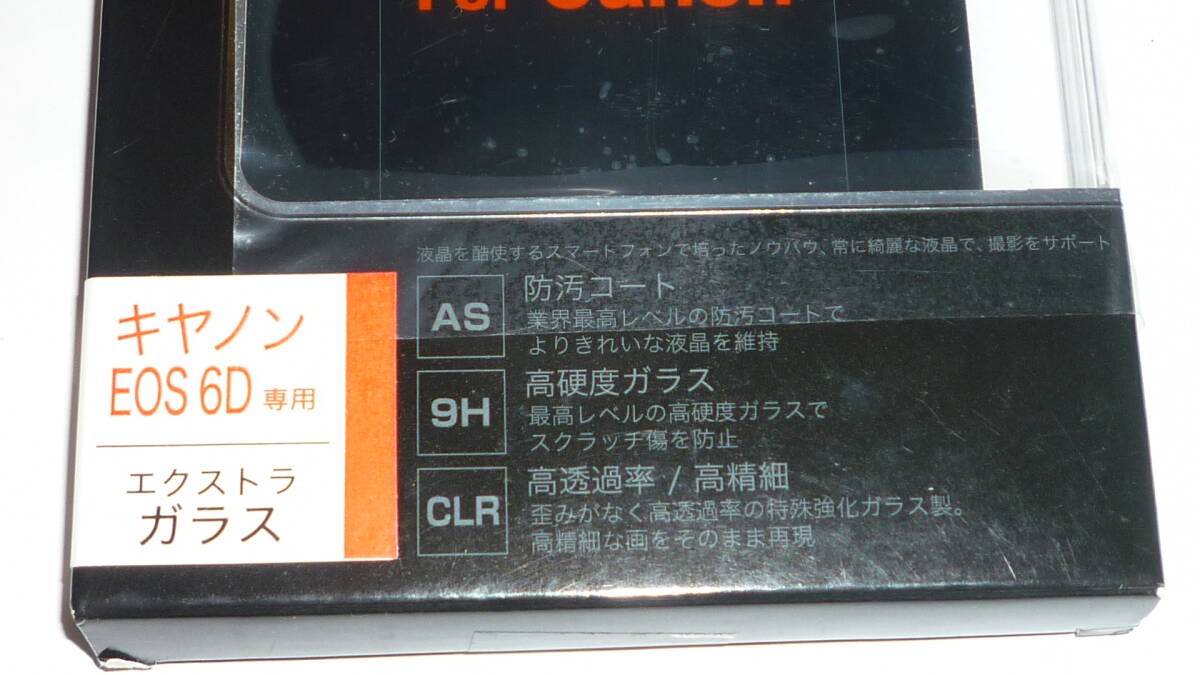 For Canon
液晶を酷使するスマートフォンで培ったノウハウ、常に綺麗な液晶で、撮影をサポート
AS
防汚コート
業界最高レベルの防汚コートで
よりきれいな液晶を維持
9H
高硬度ガラス
最高レベルの高硬度ガラスで
スクラッチ傷を防止
CLR
高透過率 / 高精細
歪みがなく高透過率の特殊強化ガラス製。
高精細な画をそのまま再現
キヤノン
EOS 6D 専用
エクストラ
ガラス